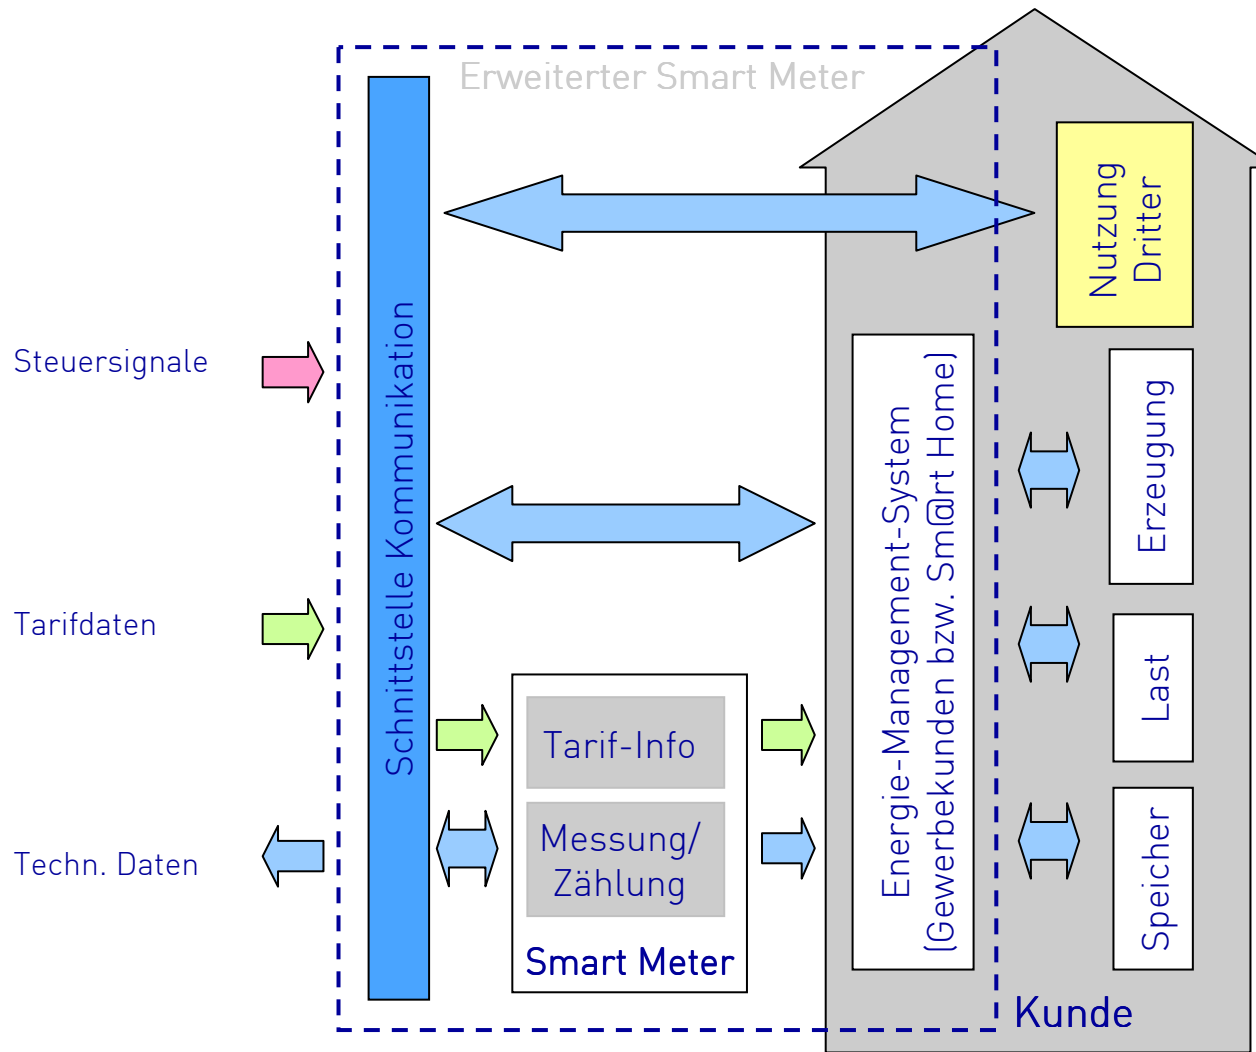 Erweiterter Smart Meter
Nutzung
Dritter
Steuersignale
Schnittstelle Kommunikation
Energie-Management-System
(Gewerbekunden bzw. Sm@rt Home)
Erzeugung
Tarifdaten
Last
Tarif-Info
Messung/
Zählung
Techn. Daten
Speicher
Smart Meter
Kunde